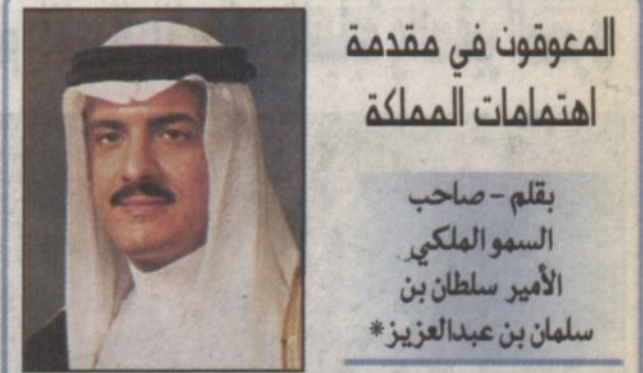 المعوقون في مقدمة
اهتمامات المملكة
بقلم - صاحب
السمو الملكي
الأمير سلطان بن
سلمان بن عبدالعزيز*